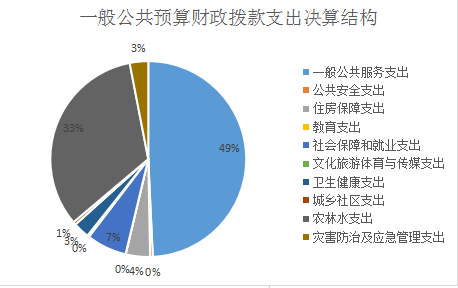 一般公共预算财政拨款支出决算结构
3%
49%
33%
1%
3%
0%
7%
0%
4%
0%
一般公共服务支出
公共安全支出
住房保障支出
教育支出
社会保障和就业支出
文化旅游体育与传媒支出
卫生健康支出
城乡社区支出
农林水支出
灾害防治及应急管理支出